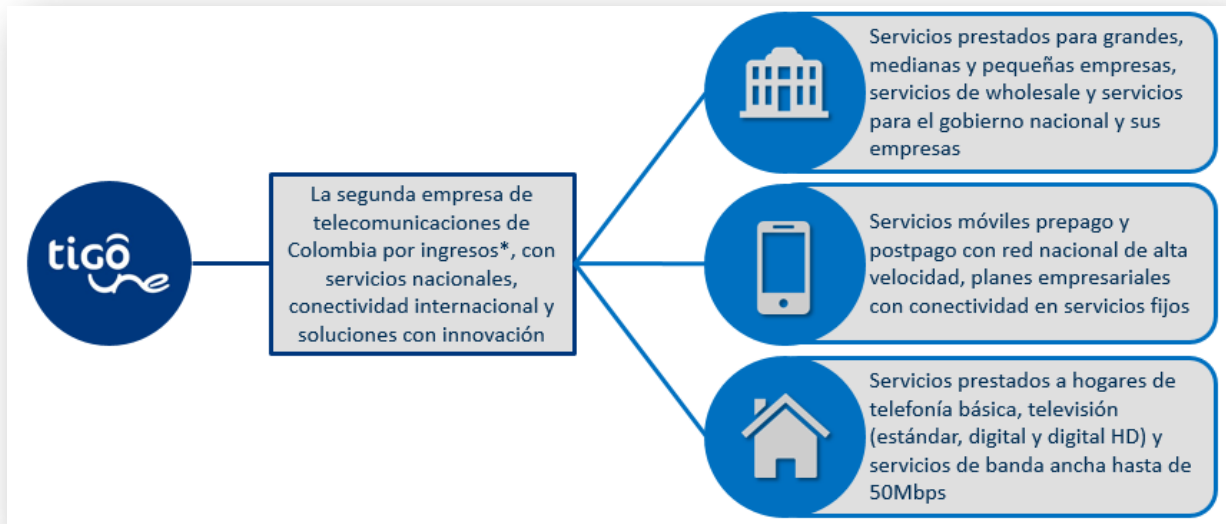 tigô
une
La segunda empresa de
telecomunicaciones de
Colombia por ingresos*, con
servicios nacionales,
conectividad internacional y
soluciones con innovación
Servicios prestados para grandes,
medianas y pequeñas empresas,
servicios de wholesale y servicios
para el gobierno nacional y sus
empresas
Servicios móviles prepago y
postpago con red nacional de alta
velocidad, planes empresariales
con conectividad en servicios fijos
Servicios prestados a hogares de
telefonía básica, televisión
(estándar, digital y digital HD) y
servicios de banda ancha hasta de
50Mbps